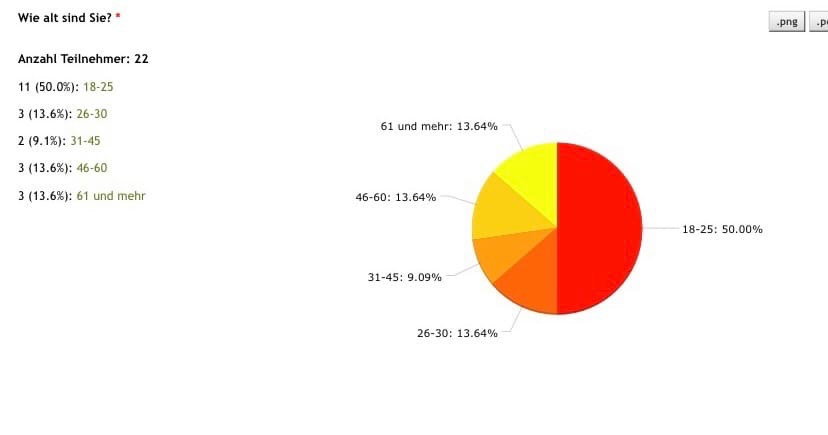 Wie alt sind Sie? *
.png
Anzahl Teilnehmer: 22
11 (50.0%): 18-25
3 (13.6%): 26-30
2 (9.1%): 31-45
3 (13.6%): 46-60
3 (13.6%): 61 und mehr
61 und mehr: 13.64%
46-60: 13.64%
18-25: 50.00%
31-45: 9.09%
26-30: 13.64%